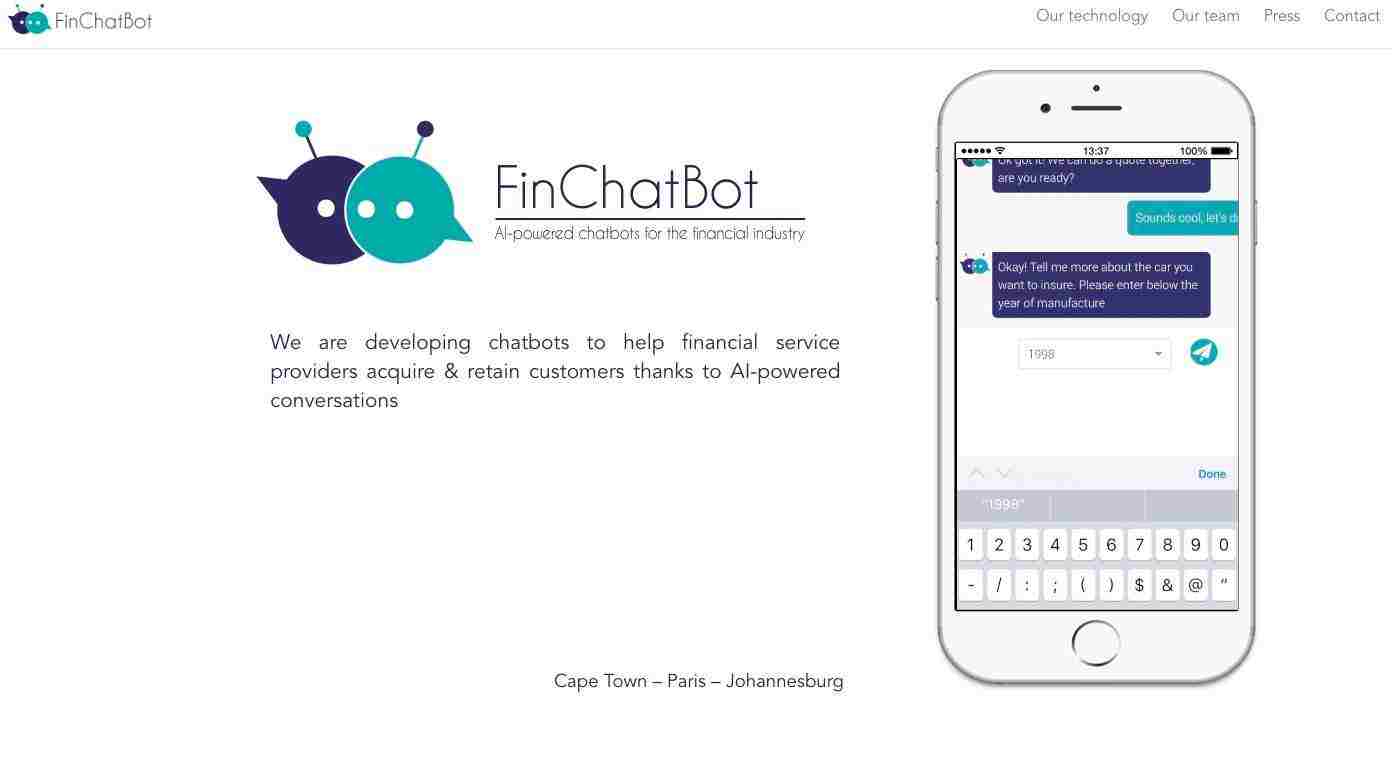 FinChatBot
Our technology Our team Press Contact
FinChatBot
AI-powered chatbots for the financial industry
We are developing chatbots to help financial service
providers acquire & retain customers thanks to AI-powered
conversations
Cape Town – Paris – Johannesburg
13:37 100%
Ok got it! We can do a quote together,
are you ready?
Sounds cool, let's
Okay! Tell me more about the car you
want to insure. Please enter below the
year of manufacture
1998
Done
"1998"
1 2 3 4 5 6 7 8 9 0
- / : ; ( ) $ & @ "